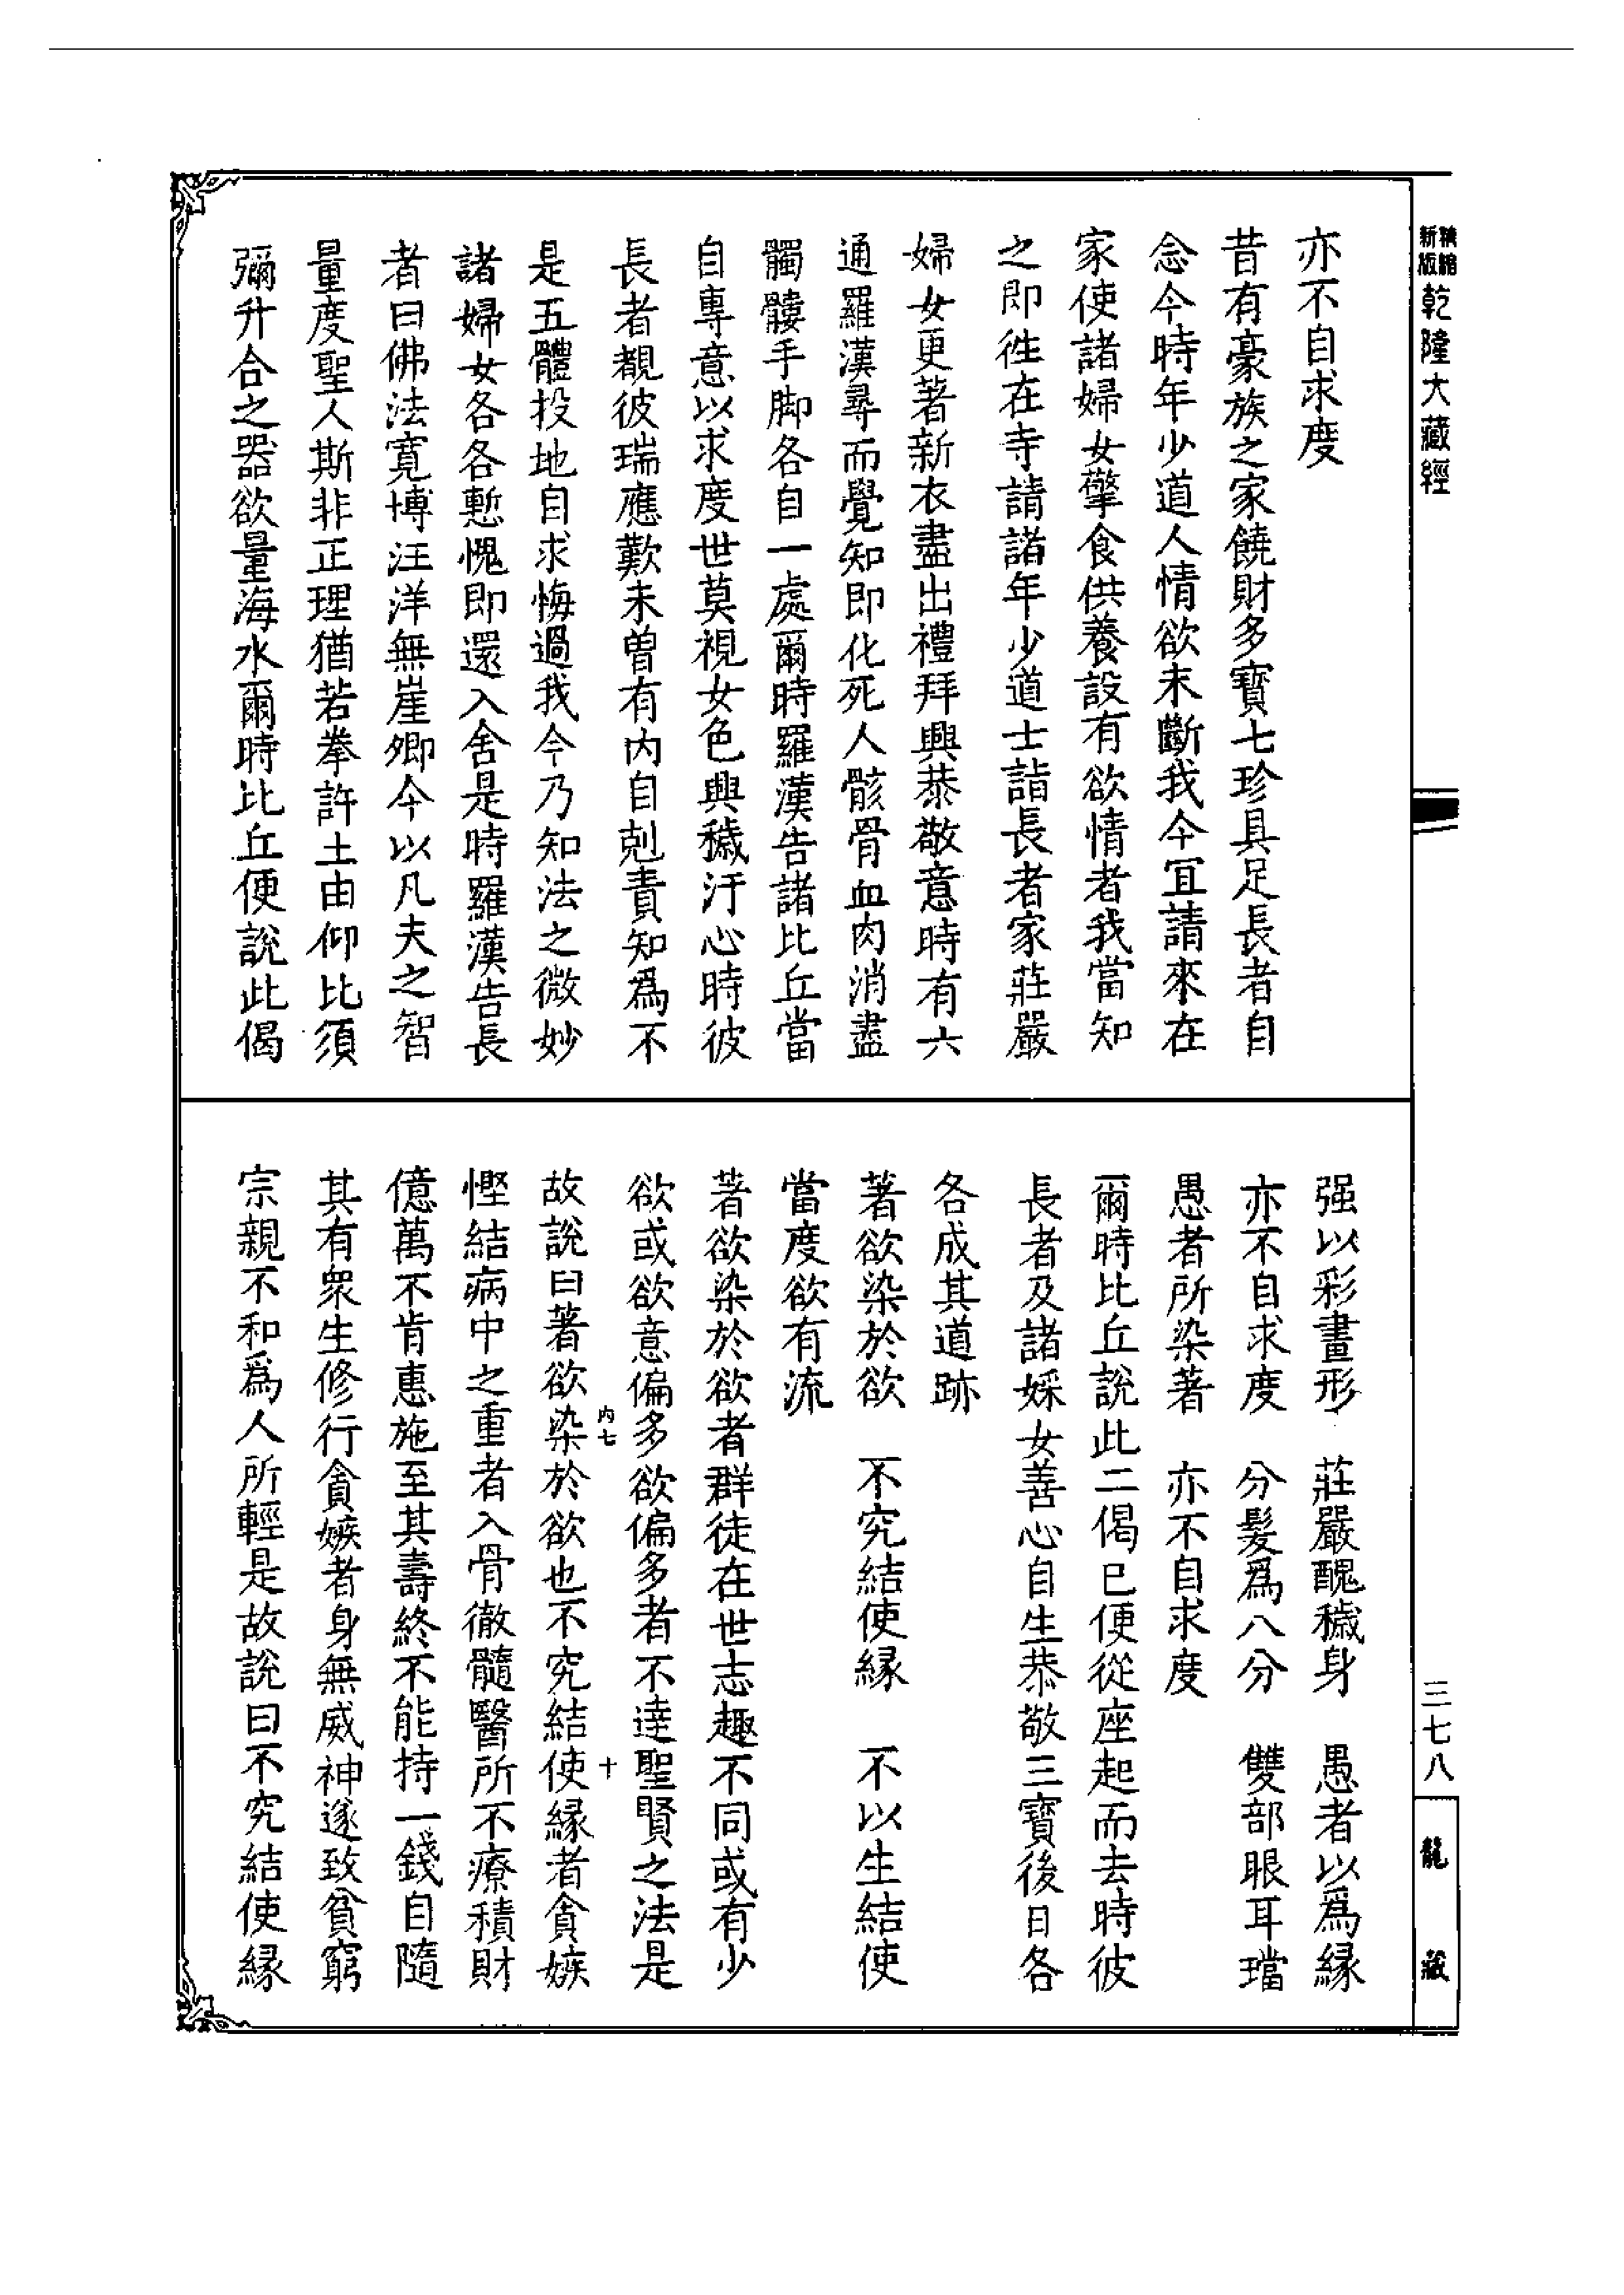 新版精縮乾隆大藏經
亦不自求度
昔有豪族之家饒財多寶七珍具足長者自
念今時年少道人情欲未斷我今宜請來在
家使諸婦女擎食供養設有欲情者我當知
之即徃在寺請諸年少道士詣長者家莊嚴
婦女更著新衣盡出禮拜興恭敬意時有六
通羅漢尋而覺知即化死人骸骨血肉消盡
髑髏手脚各自一處爾時羅漢告諸比丘當
自專意以求度世莫視女色興穢汙心時彼
長者覩彼瑞應歎未曾有內自剋責知為不
是五體投地自求悔過我今乃知法之微妙
諸婦女各各慙愧即還入舍是時羅漢告長
者曰佛法寬博汪洋無崖卿今以凡夫之智
量度聖人斯非正理猶若拳許土由仰比須
彌升合之器欲量海水爾時比丘便說此偈
强以彩畫形　莊嚴醜穢身　愚者以為縁
亦不自求度　分髮為八分　雙部眼耳璫
愚者所染著　亦不自求度
爾時比丘說此二偈已便從座起而去時彼
長者及諸婇女善心自生恭敬三寶後日各
各成其道跡
著欲染於欲　不究結使縁　不以生結使
當度欲有流
著欲染於欲者群徒在世志趣不同或有少
欲或欲意偏多欲偏多者不達聖賢之法是
故說曰著欲染於欲也不究結使縁者貪嫉
慳結病中之重者入骨徹髓醫所不療積財
億萬不肯惠施至其壽終不能持一錢自隨
其有衆生修行貪嫉者身無威神遂致貧窮
宗親不和為人所輕是故說曰不究結使縁
内七
十
三七八
龍藏